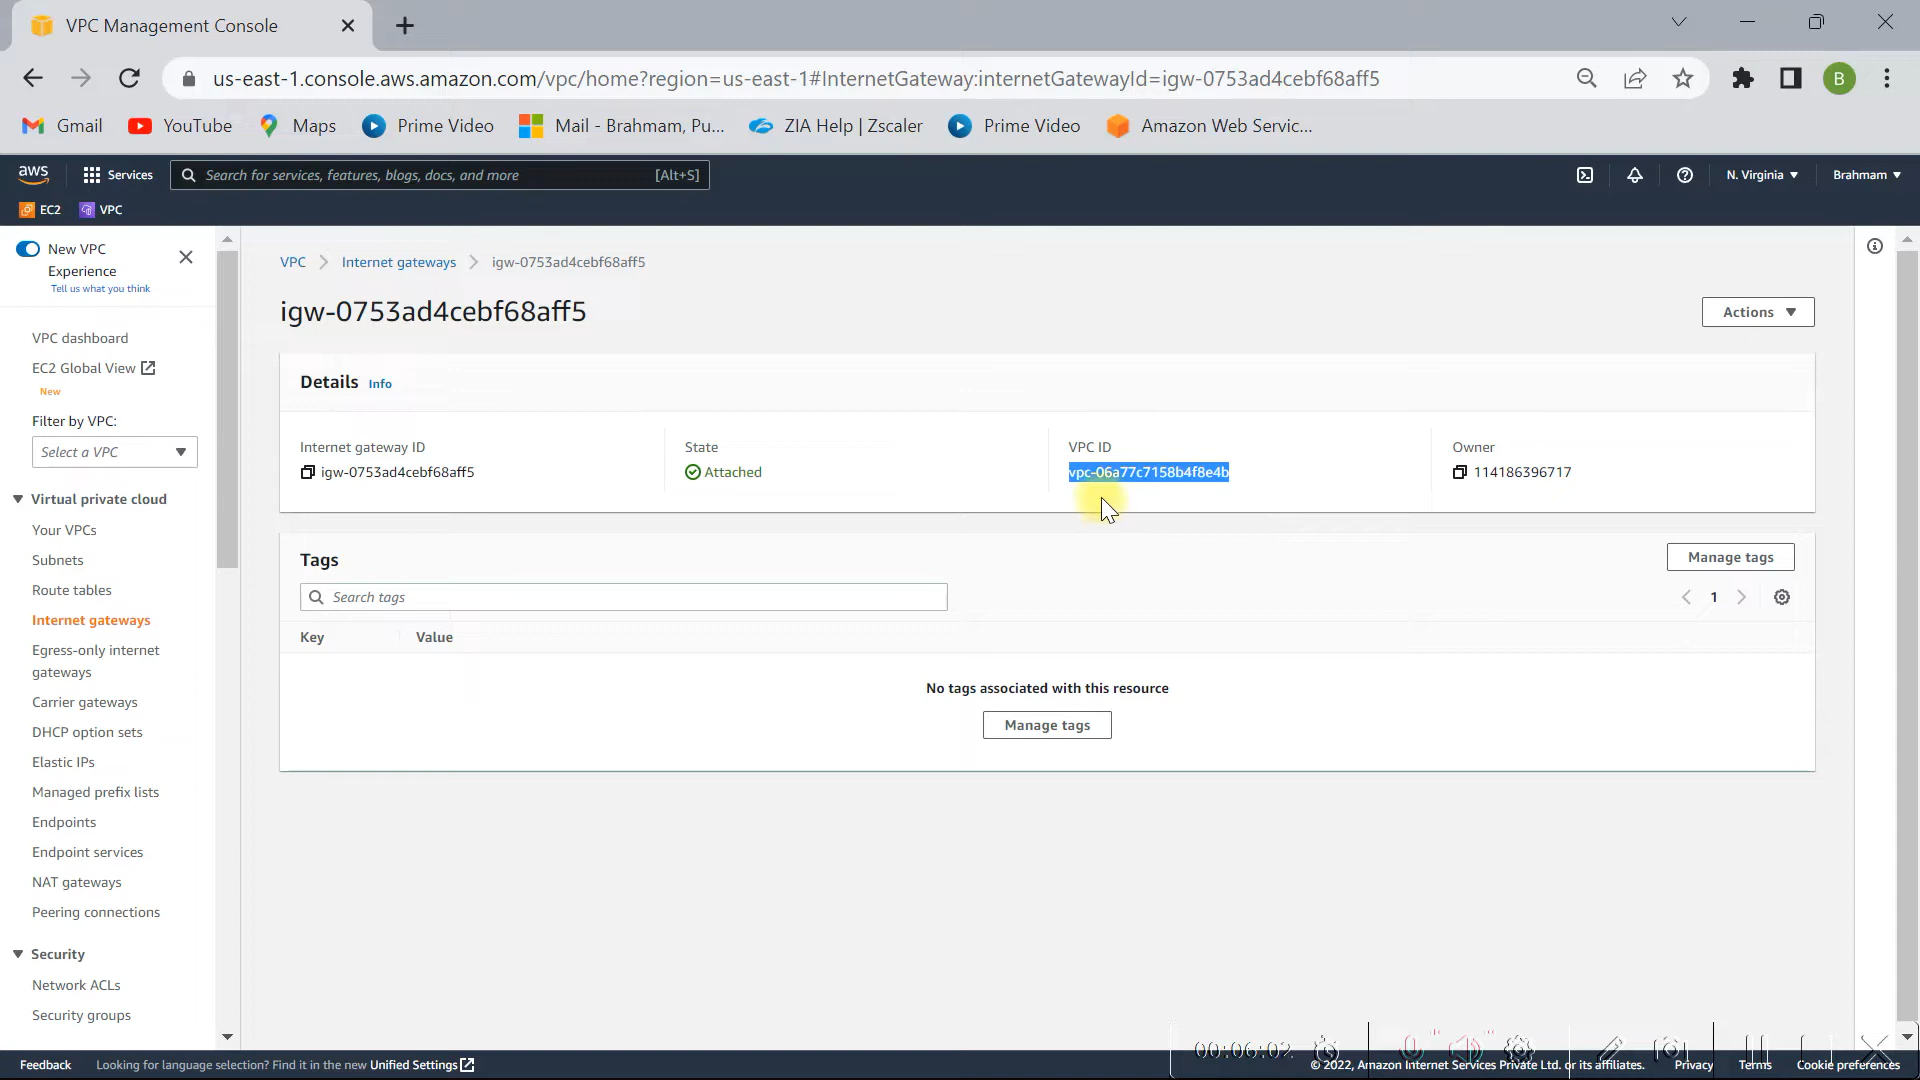 VPC Management Console
us-east-1.console.aws.amazon.com/vpc/home?region=us-east-1#InternetGateway:internetGatewayId=igw-0753ad4cebf68aff5
B
Gmail YouTube Maps Prime Video Mail - Brahmam, Pu... ZIA Help | Zscaler Prime Video Amazon Web Servic...
aws Services Search for services, features, blogs, docs, and more [Alt+S] N. Virginia Brahmam
EC2 VPC
New VPC
Experience
Tell us what you think
VPC dashboard
EC2 Global View
New
Filter by VPC:
Select a VPC
Virtual private cloud
Your VPCs
Subnets
Route tables
Internet gateways
Egress-only internet
gateways
Carrier gateways
DHCP option sets
Elastic IPs
Managed prefix lists
Endpoints
Endpoint services
NAT gateways
Peering connections
Security
Network ACLs
Security groups
VPC Internet gateways igw-0753ad4cebf68aff5
igw-0753ad4cebf68aff5
Actions
Details Info
Internet gateway ID State VPC ID Owner
igw-0753ad4cebf68aff5 Attached vpc-06a77c7158b4f8e4b 114186396717
Tags
Manage tags
Search tags
1
Key Value
No tags associated with this resource
Manage tags
00:06:02
Feedback Looking for language selection? Find it in the new Unified Settings © 2022, Amazon Internet Services Private Ltd. or its affiliates. Privacy Terms Cookie preferences